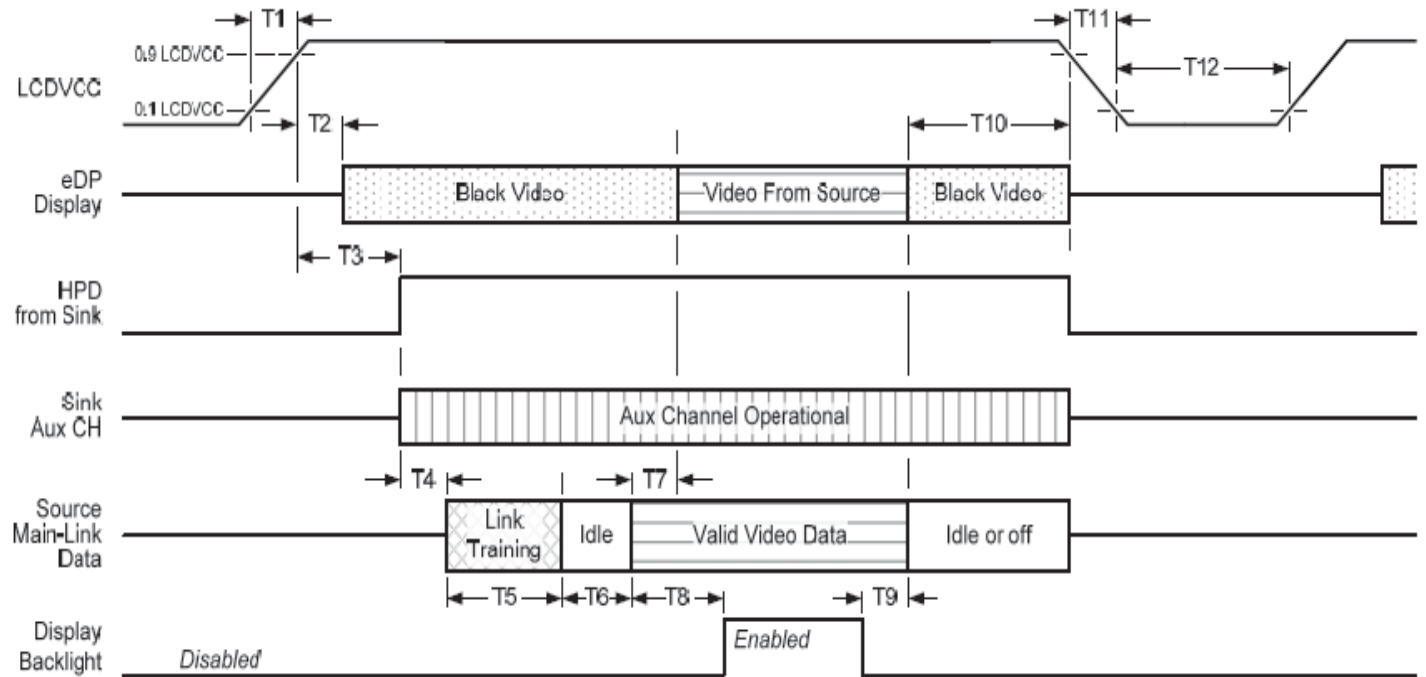 T1
T11
0.9 LCDVCC
T12
LCDVCC
0.1 LCDVCC
T2
T10
eDP
Display
Black Video
Video From Source
Black Video
T3
HPD
from Sink
Sink
Aux CH
Aux Channel Operational
T4
T7
Source
Main-Link
Data
Link
Training
Idle
Valid Video Data
Idle or off
T5
T6
T8
T9
Display
Backlight
Disabled
Enabled